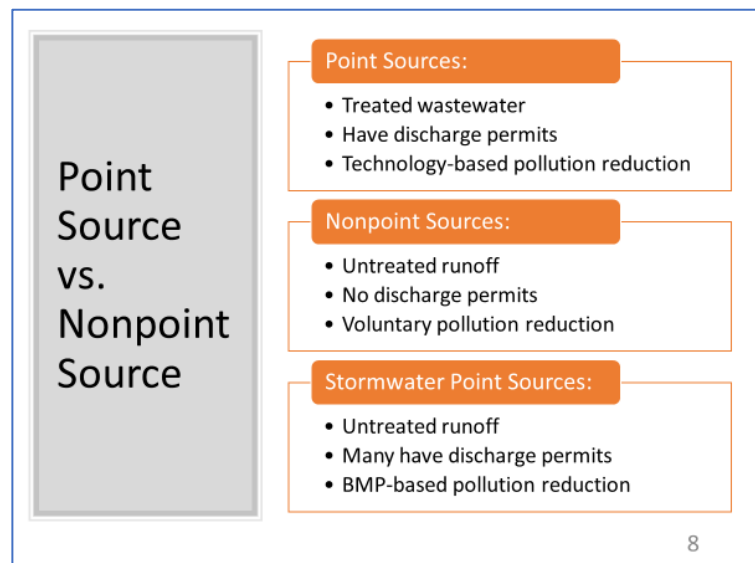 Point
Source
vs.
Nonpoint
Source
Point Sources:
• Treated wastewater
• Have discharge permits
• Technology-based pollution reduction
Nonpoint Sources:
• Untreated runoff
• No discharge permits
• Voluntary pollution reduction
Stormwater Point Sources:
• Untreated runoff
• Many have discharge permits
• BMP-based pollution reduction
8